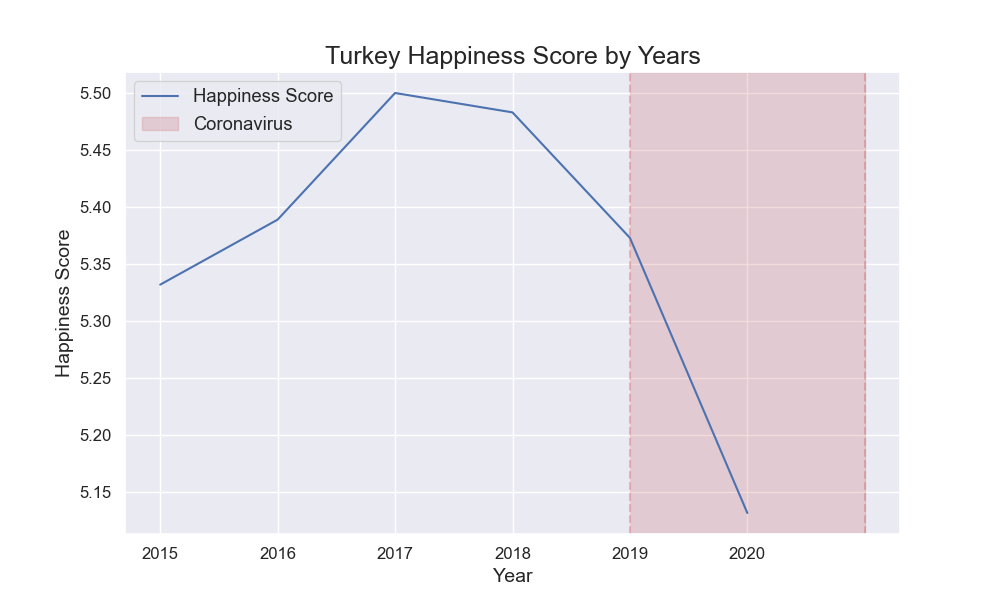 Turkey Happiness Score by Years
Happiness Score
Coronavirus
5.50
5.45
5.40
5.35
5.30
5.25
5.20
5.15
Happiness Score
2015 2016 2017 2018 2019 2020
Year